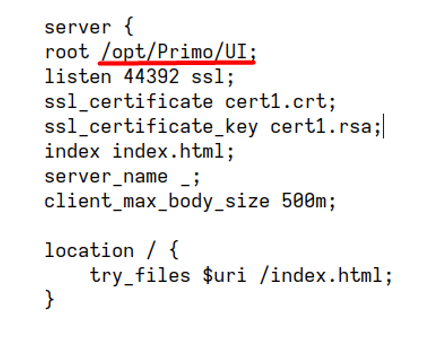 server {
root /opt/Primo/UI;
listen 44392 ssl;
ssl_certificate cert1.crt;
ssl_certificate_key cert1.rsa;
index index.html;
server_name _;
client_max_body_size 500m;

location / {
    try_files $uri /index.html;
}